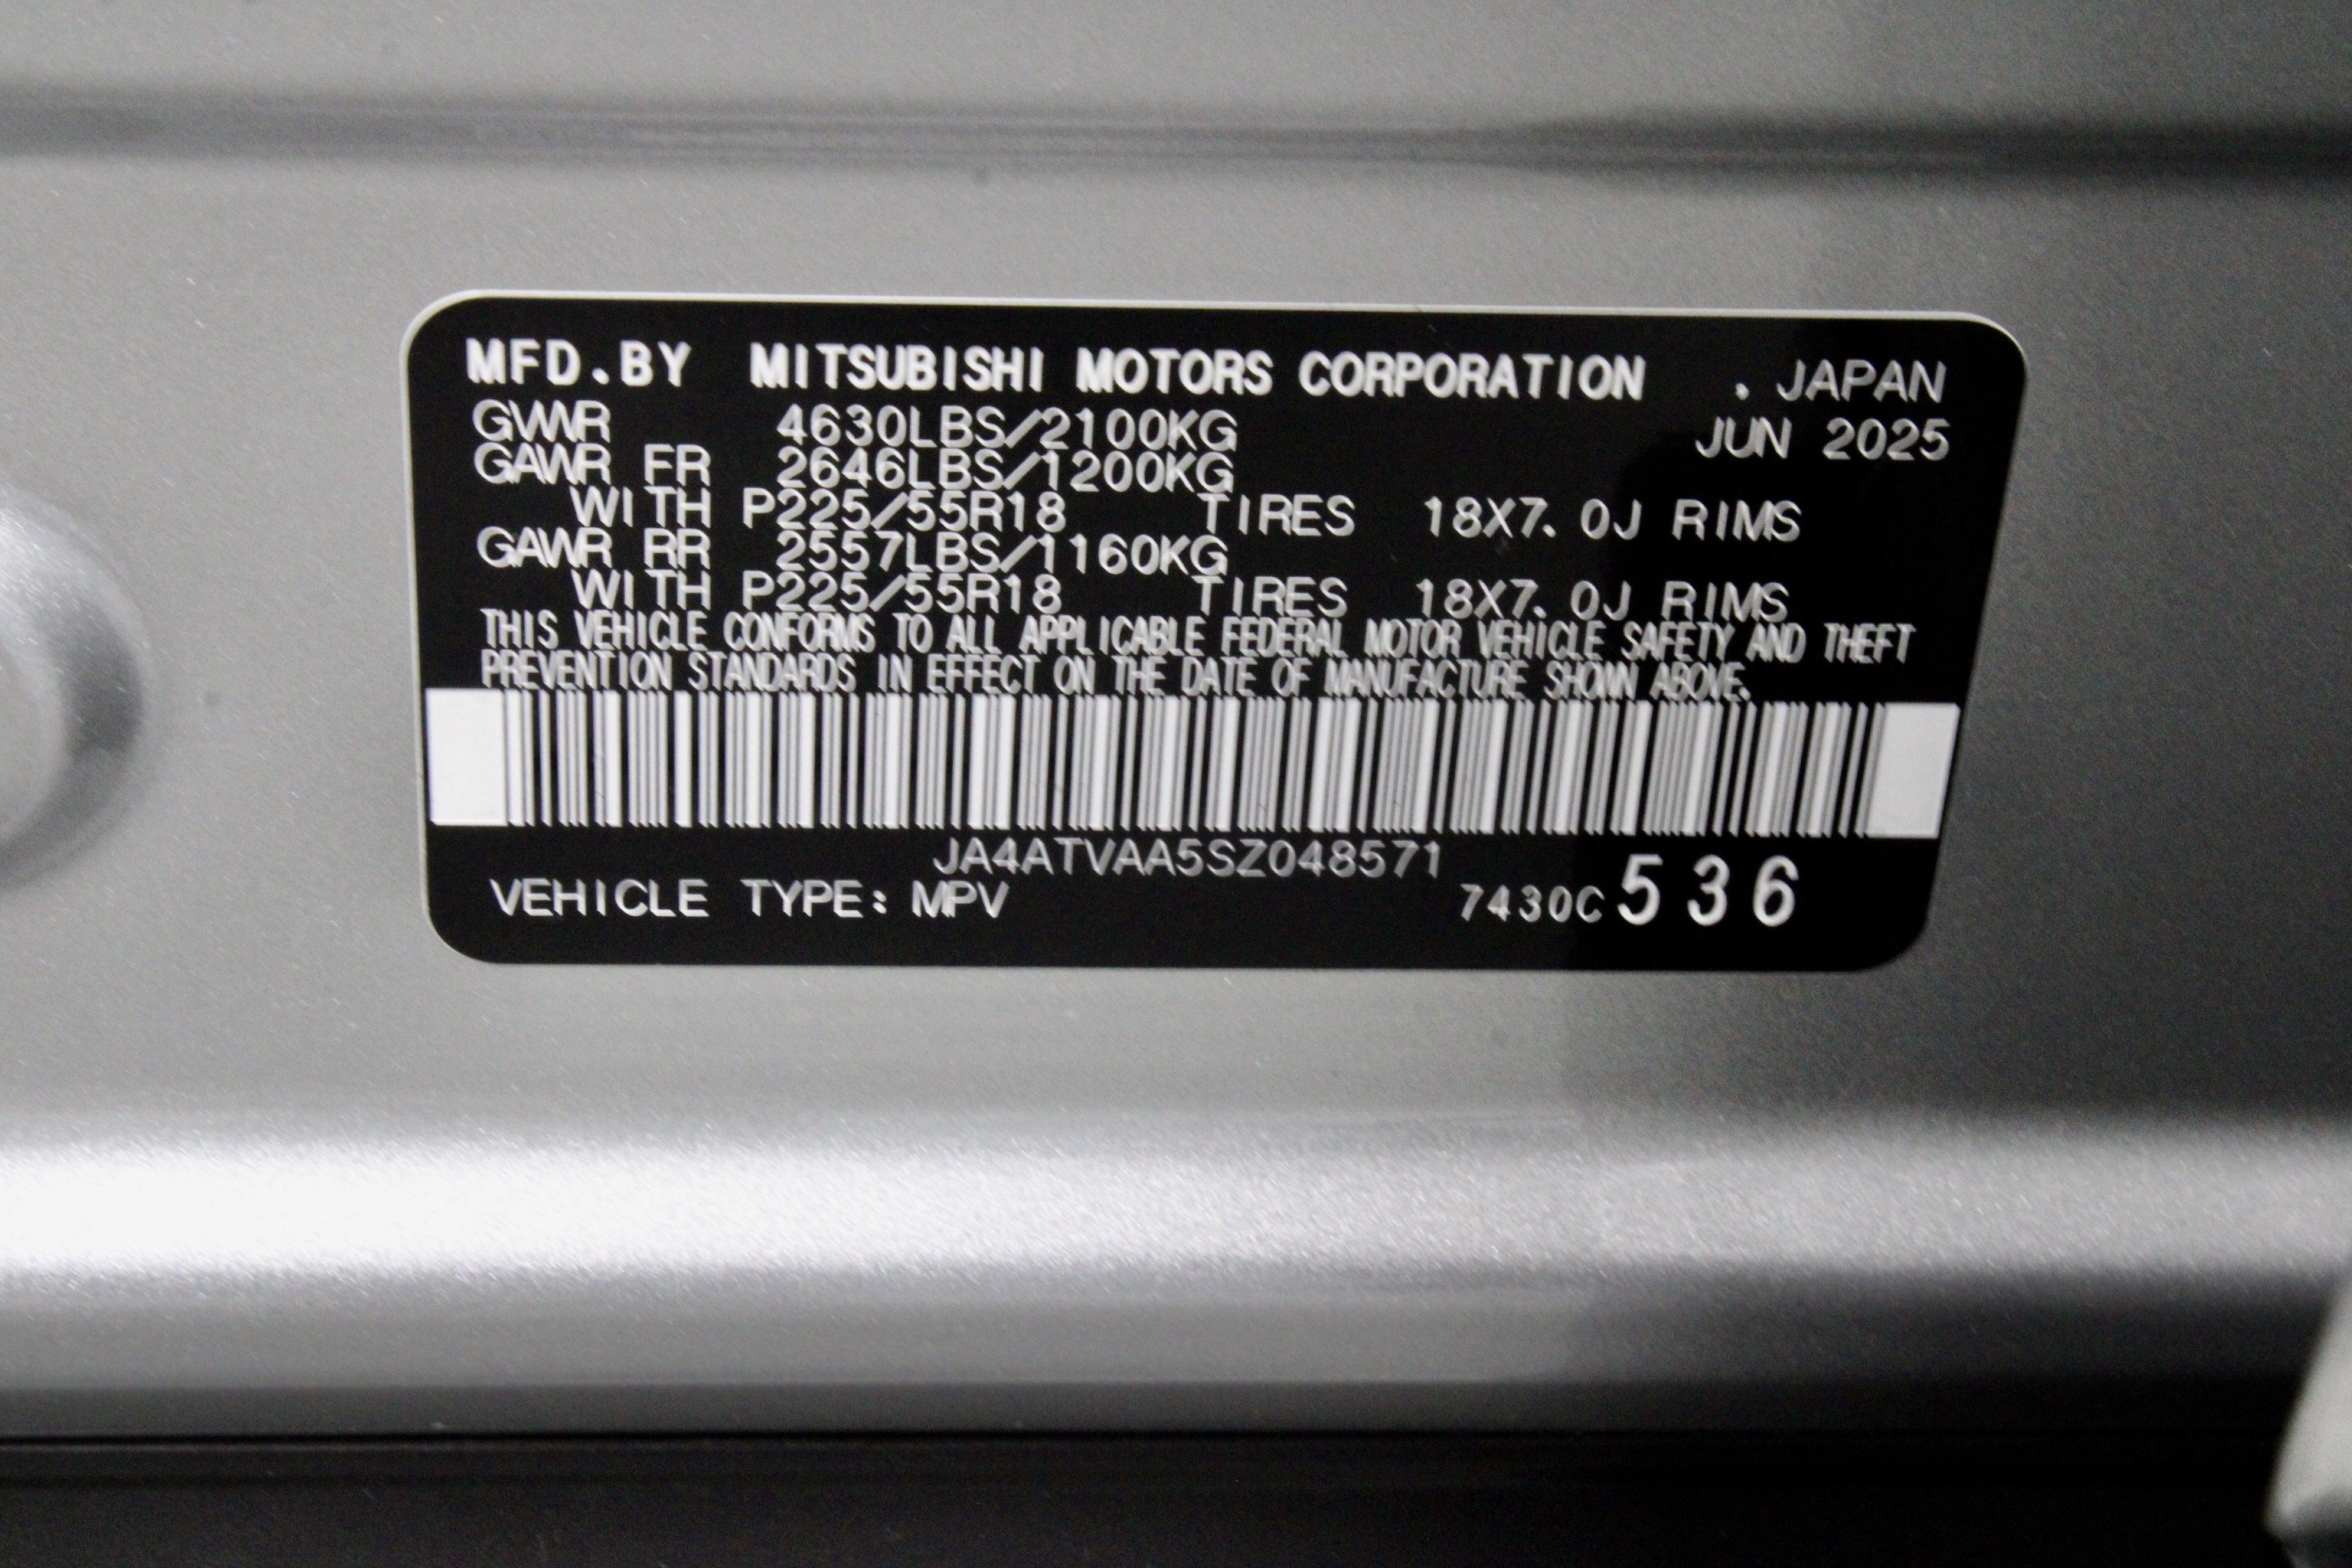 MFD.BY MITSUBISHI MOTORS CORPORATION . JAPAN
GVWR 4630LBS/2100KG JUN 2025
GAWR FR 2646LBS/1200KG
WITH P225/55R18 TIRES 18X7.0J RIMS
GAWR RR 2557LBS/1160KG
WITH P225/55R18 TIRES 18X7.0J RIMS
THIS VEHICLE CONFORMS TO ALL APPLICABLE FEDERAL MOTOR VEHICLE SAFETY AND THEFT
PREVENTION STANDARDS IN EFFECT ON THE DATE OF MANUFACTURE SHOWN ABOVE.
JA4ATVAA5SZ048571
VEHICLE TYPE: MPV 7430C 536